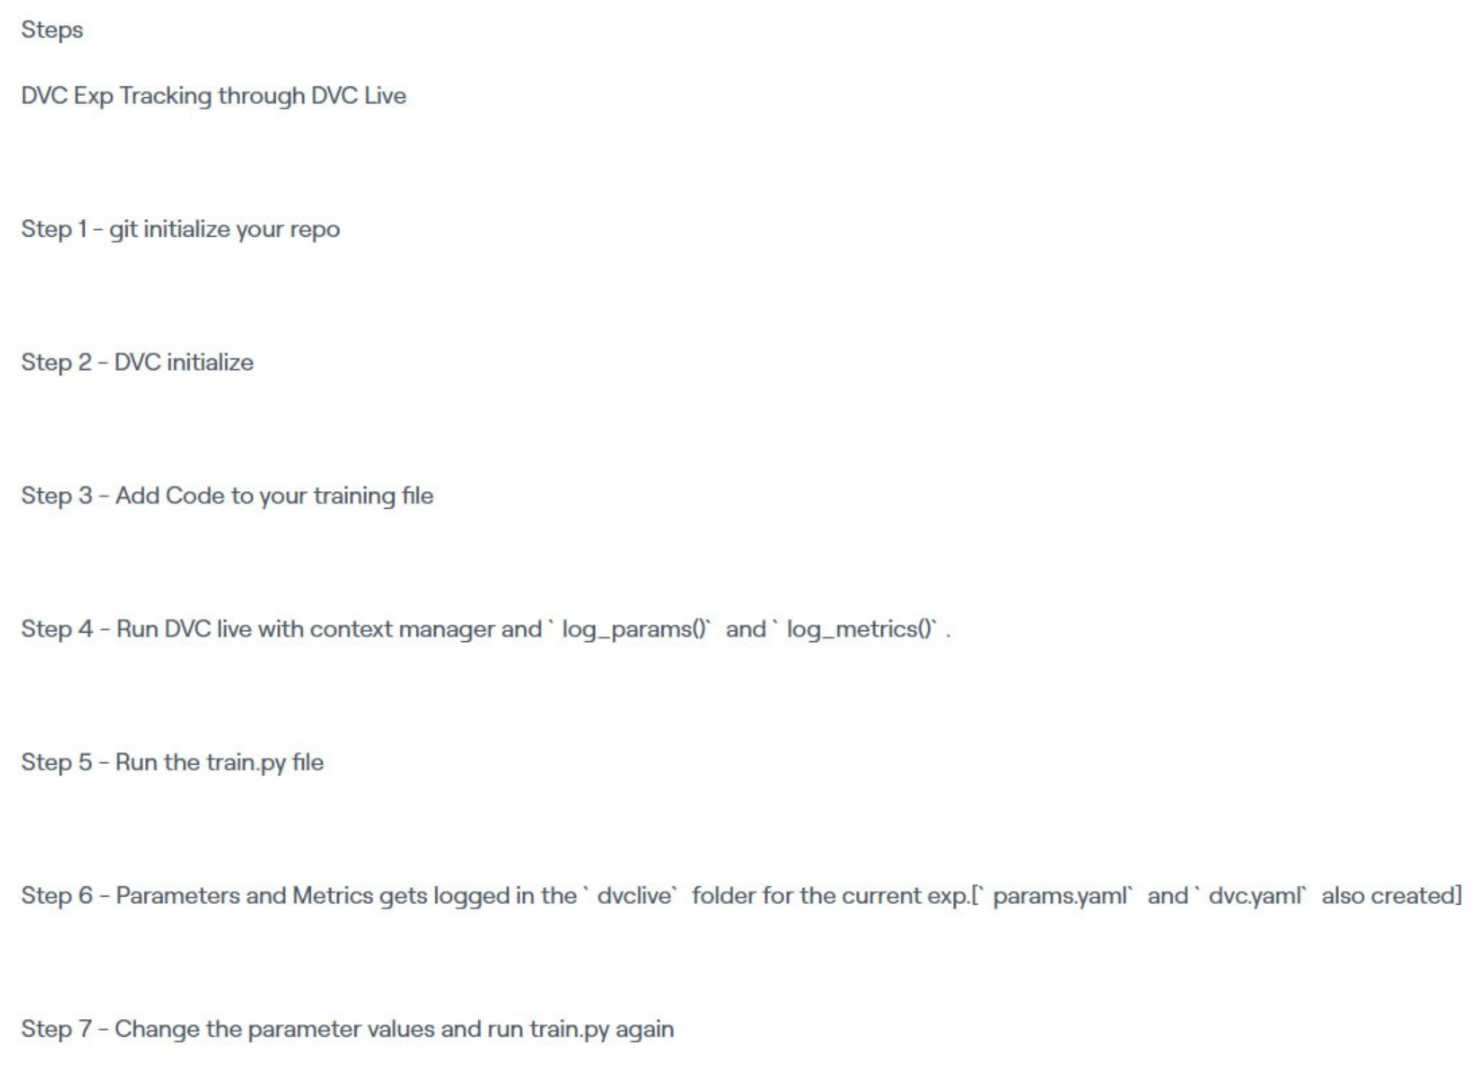 Steps
DVC Exp Tracking through DVC Live
Step 1 - git initialize your repo
Step 2 - DVC initialize
Step 3 - Add Code to your training file
Step 4 - Run DVC live with context manager and ` log_params()`  and ` log_metrics()` .
Step 5 - Run the train.py file
Step 6 - Parameters and Metrics gets logged in the ` dvclive`  folder for the current exp.[` params.yaml`  and ` dvc.yaml`  also created]
Step 7 - Change the parameter values and run train.py again